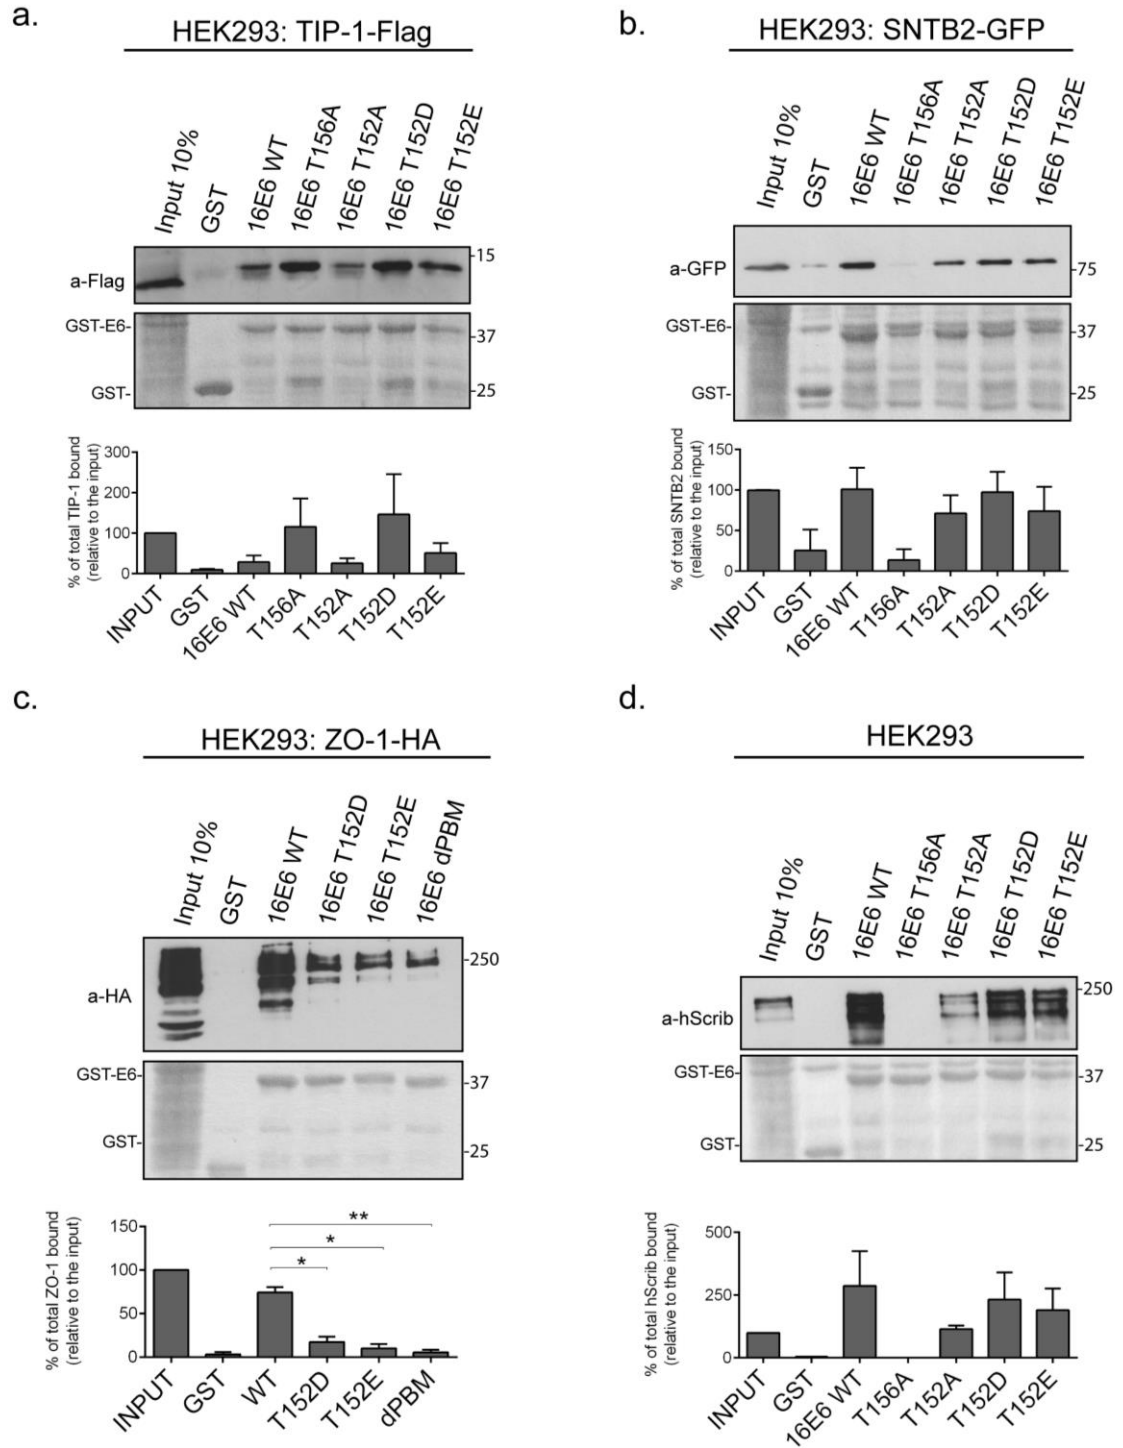 a.
HEK293: TIP-1-Flag
Input 10%
GST
16E6 WT
16E6 T156A
16E6 T152A
16E6 T152D
16E6 T152E
a-Flag
-15
GST-E6-
-37
GST-
-25
% of total TIP-1 bound
(relative to the input)
300
200
100
0
INPUT
GST
16E6 WT
T156A
T152A
T152D
T152E
b.
HEK293: SNTB2-GFP
Input 10%
GST
16E6 WT
16E6 T156A
16E6 T152A
16E6 T152D
16E6 T152E
a-GFP
-75
GST-E6-
-37
GST-
-25
% of total SNTB2 bound
(relative to the input)
150
100
50
0
INPUT
GST
16E6 WT
T156A
T152A
T152D
T152E
c.
HEK293: ZO-1-HA
Input 10%
GST
16E6 WT
16E6 T152D
16E6 T152E
16E6 dPBM
a-HA
-250
GST-E6-
-37
GST-
-25
% of total ZO-1 bound
(relative to the input)
150
100
50
0
**
*
*
INPUT
GST
WT
T152D
T152E
dPBM
d.
HEK293
Input 10%
GST
16E6 WT
16E6 T156A
16E6 T152A
16E6 T152D
16E6 T152E
a-hScrib
-250
GST-E6-
-37
GST-
-25
% of total hScrib bound
(relative to the input)
500
250
0
INPUT
GST
16E6 WT
T156A
T152A
T152D
T152E